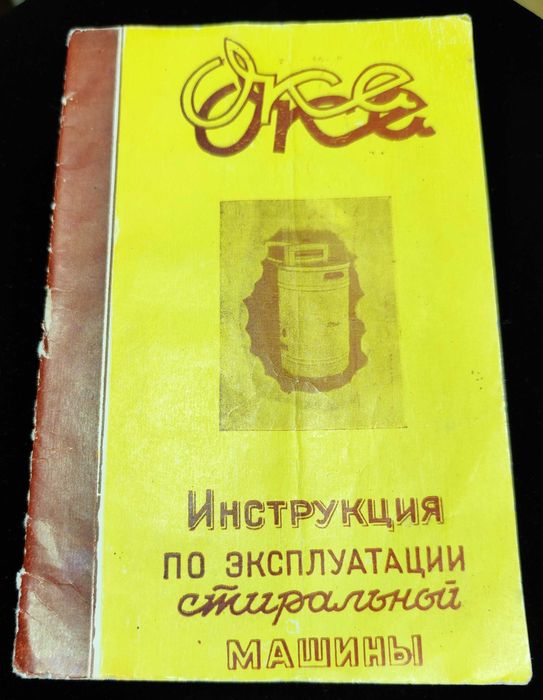 Ока
Инструкция
по эксплуатации
стиральной
машины